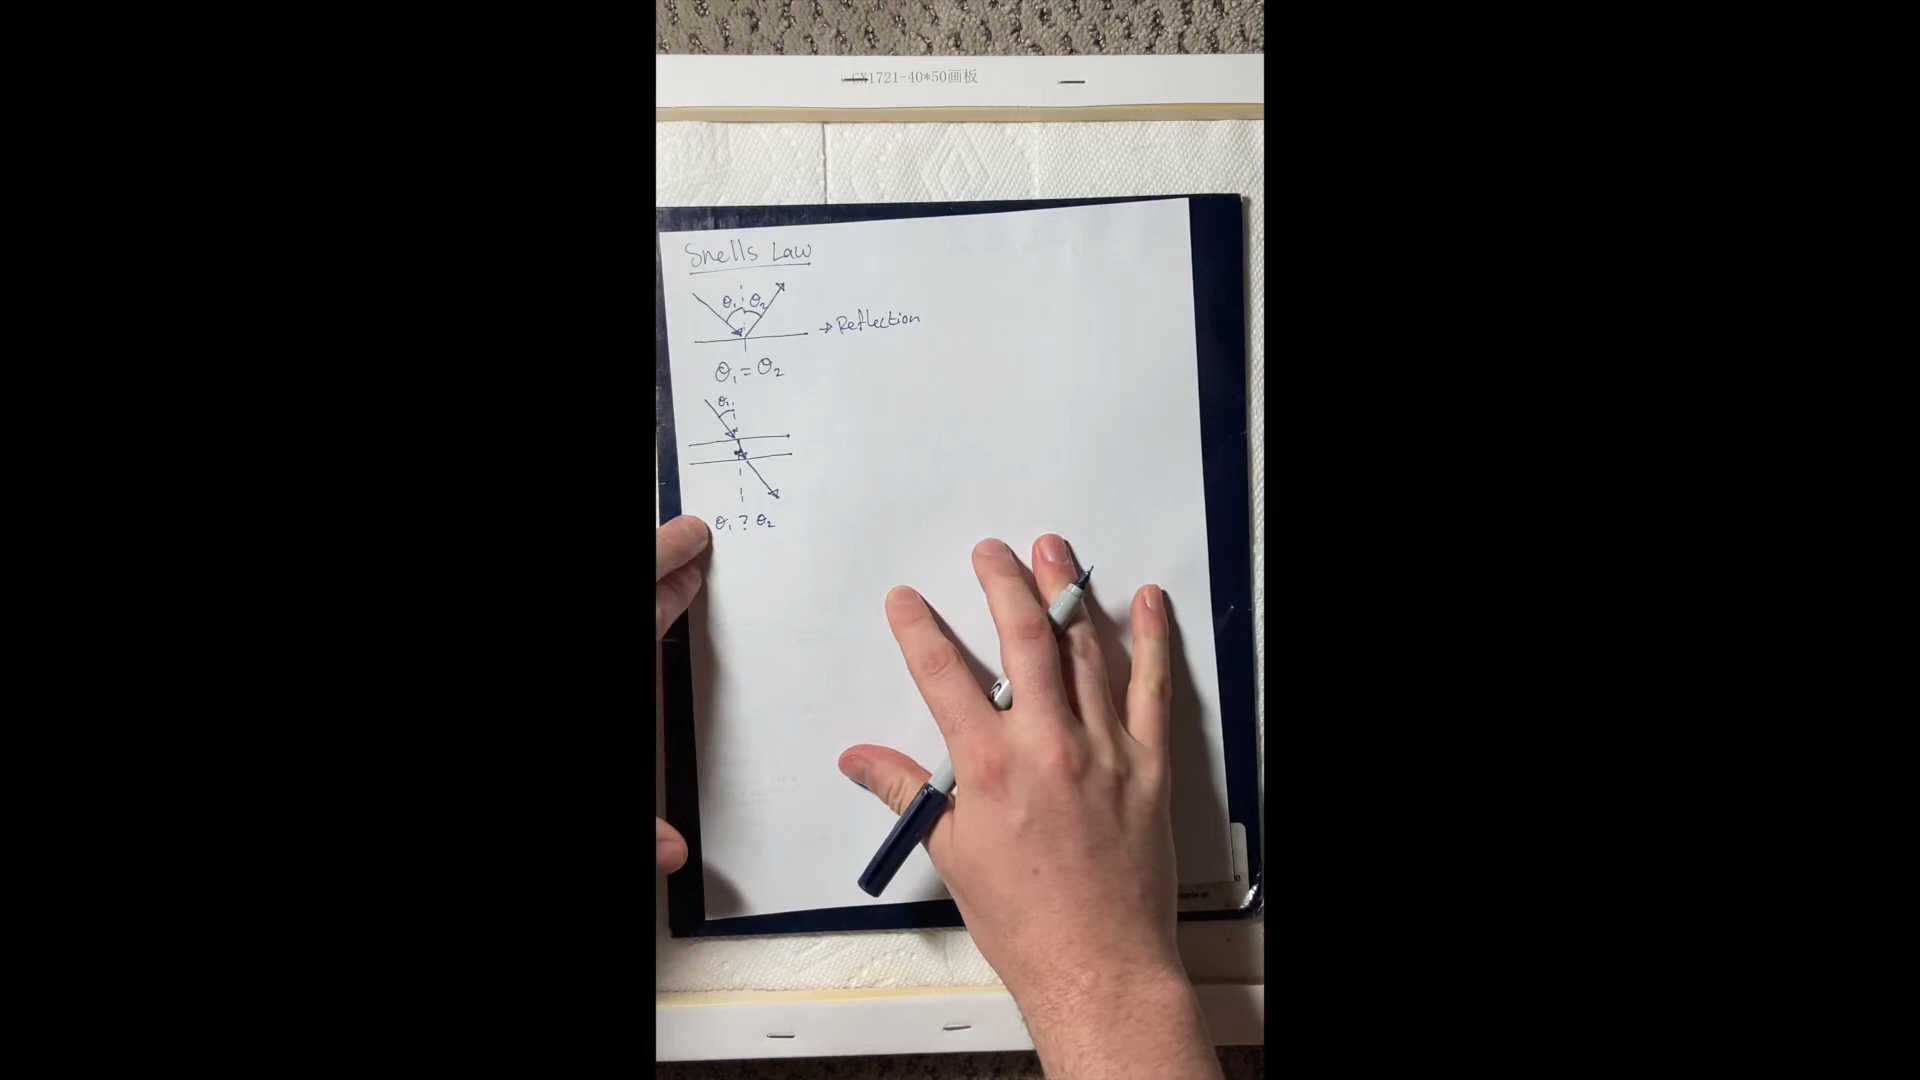 GX1721-40*50画板
Snells Law
θ₁ θ₂
→ Reflection
θ₁ = θ₂
θ₁
θ₁ ? θ₂